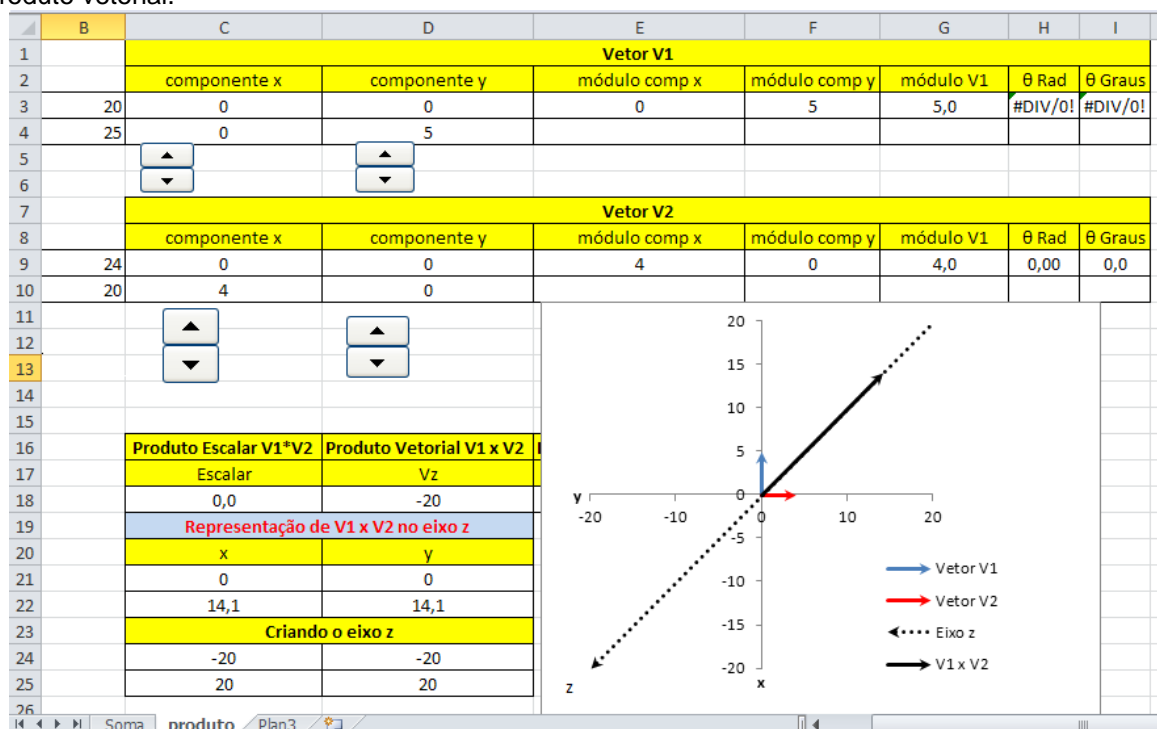 roduto vetorial.
B C D E F G H I
1 Vetor V1
2 componente x componente y módulo comp x módulo comp y módulo V1 θ Rad θ Graus
3 20 0 0 0 5 5,0 #DIV/0! #DIV/0!
4 25 0 5
5
6
7 Vetor V2
8 componente x componente y módulo comp x módulo comp y módulo V1 θ Rad θ Graus
9 24 0 0 4 0 4,0 0,00 0,0
10 20 4 0
11
12
13
14
15
16 Produto Escalar V1*V2 Produto Vetorial V1 x V2
17 Escalar Vz
18 0,0 -20
19 Representação de V1 x V2 no eixo z
20 x y
21 0 0
22 14,1 14,1
23 Criando o eixo z
24 -20 -20
25 20 20
26
20
15
10
5
y 0
-20 -10 0 10 20
-5
-10
-15
-20
z x
Vetor V1
Vetor V2
Eixo z
V1 x V2
Soma produto Plan3